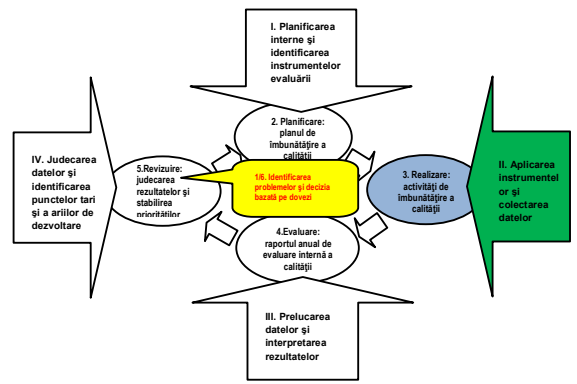 I. Planificarea
interne şi
identificarea
instrumentelor
evaluării
2. Planificare:
planul de
îmbunătăţire a
calităţii
IV. Judecarea
datelor şi
identificarea
punctelor tari
şi a ariilor de
dezvoltare
5.Revizuire:
judecarea
rezultatelor şi
stabilirea
priorităţilor
1/6. Identificarea
problemelor şi decizia
bazată pe dovezi
3. Realizare:
activităţi de
îmbunătăţire a
calităţii
II. Aplicarea
instrumentel
or şi
colectarea
datelor
4.Evaluare:
raportul anual de
evaluare internă a
calităţii
III. Prelucarea
datelor şi
interpretarea
rezultatelor